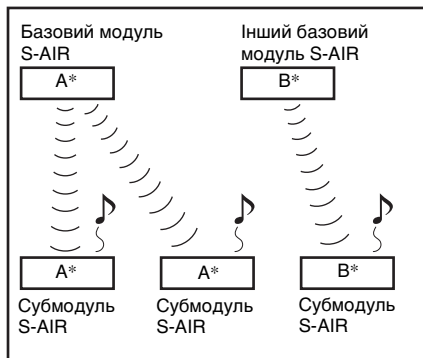 Базовий модуль
S-AIR
Інший базовий
модуль S-AIR
A*
B*
A*
A*
B*
Субмодуль
S-AIR
Субмодуль
S-AIR
Субмодуль
S-AIR